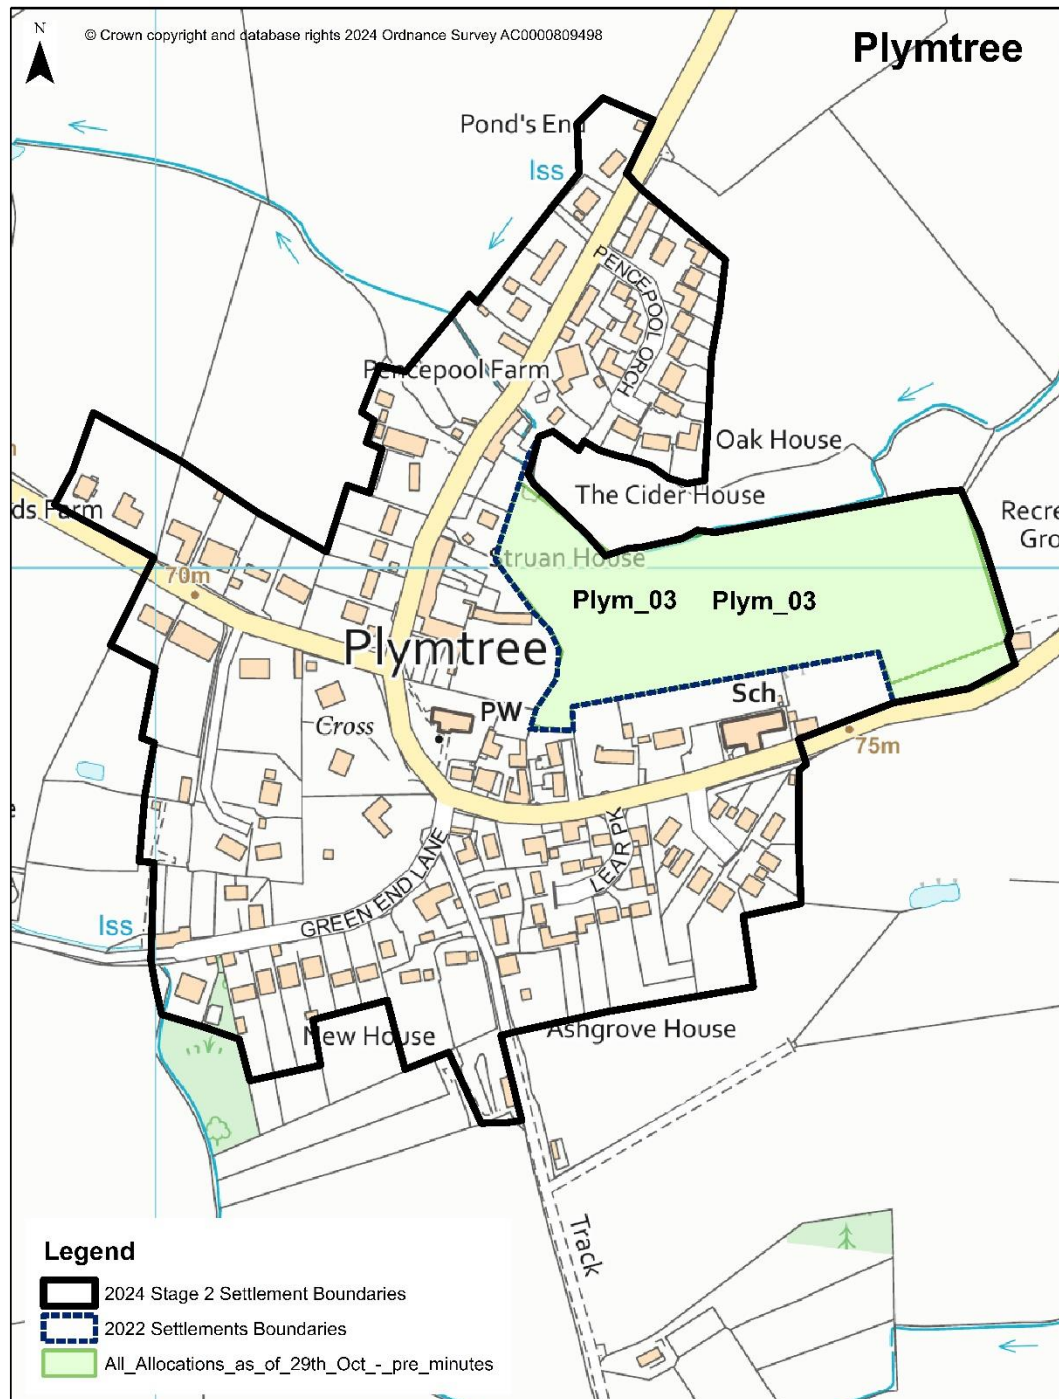 N
© Crown copyright and database rights 2024 Ordnance Survey AC0000809498
Plymtree
Pond's End
Iss
PENCEPOOL ORCH
Pencepool Farm
Oak House
The Cider House
ds Farm
Recre
Gro
Struan House
70m
Plym_03 Plym_03
Plymtree
Sch
PW
Cross
75m
LEAR PK
GREEN END LANE
Iss
New House
Ashgrove House
Track
Legend
2024 Stage 2 Settlement Boundaries
2022 Settlements Boundaries
All_Allocations_as_of_29th_Oct_-_pre_minutes